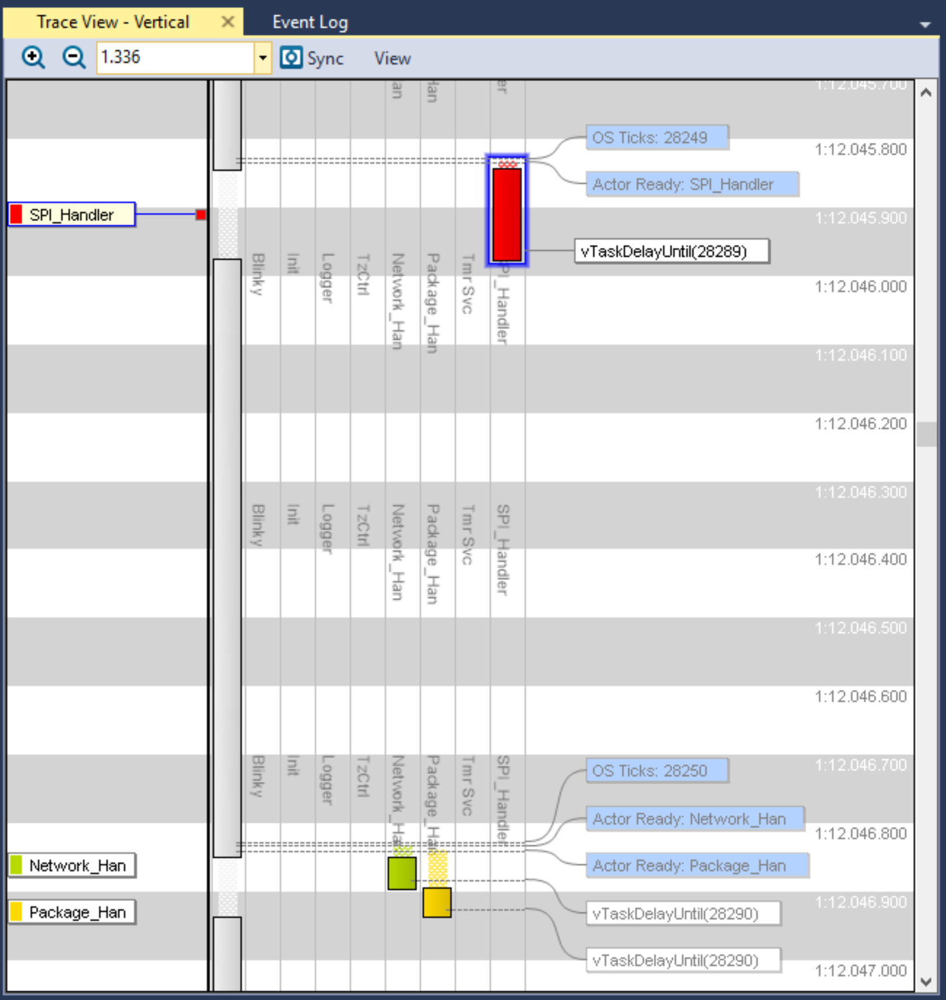 Trace View - Vertical
Event Log
1.336
Sync
View
an
Han
er
1:12.045.700
OS Ticks: 28249
1:12.045.800
Actor Ready: SPI_Handler
SPI_Handler
1:12.045.900
vTaskDelayUntil(28289)
Blinky
Init
Logger
TzCtrl
Network_Han
Package_Han
Tmr Svc
PI_Handler
1:12.046.000
1:12.046.100
1:12.046.200
1:12.046.300
Blinky
Init
Logger
TzCtrl
Network_Han
Package_Han
Tmr Svc
SPI_Handler
1:12.046.400
1:12.046.500
1:12.046.600
Blinky
Init
Logger
TzCtrl
Network_Ha
Package_Ha
Tmr Svc
SPI_Handler
1:12.046.700
OS Ticks: 28250
Actor Ready: Network_Han
1:12.046.800
Network_Han
Actor Ready: Package_Han
1:12.046.900
Package_Han
vTaskDelayUntil(28290)
vTaskDelayUntil(28290)
1:12.047.000